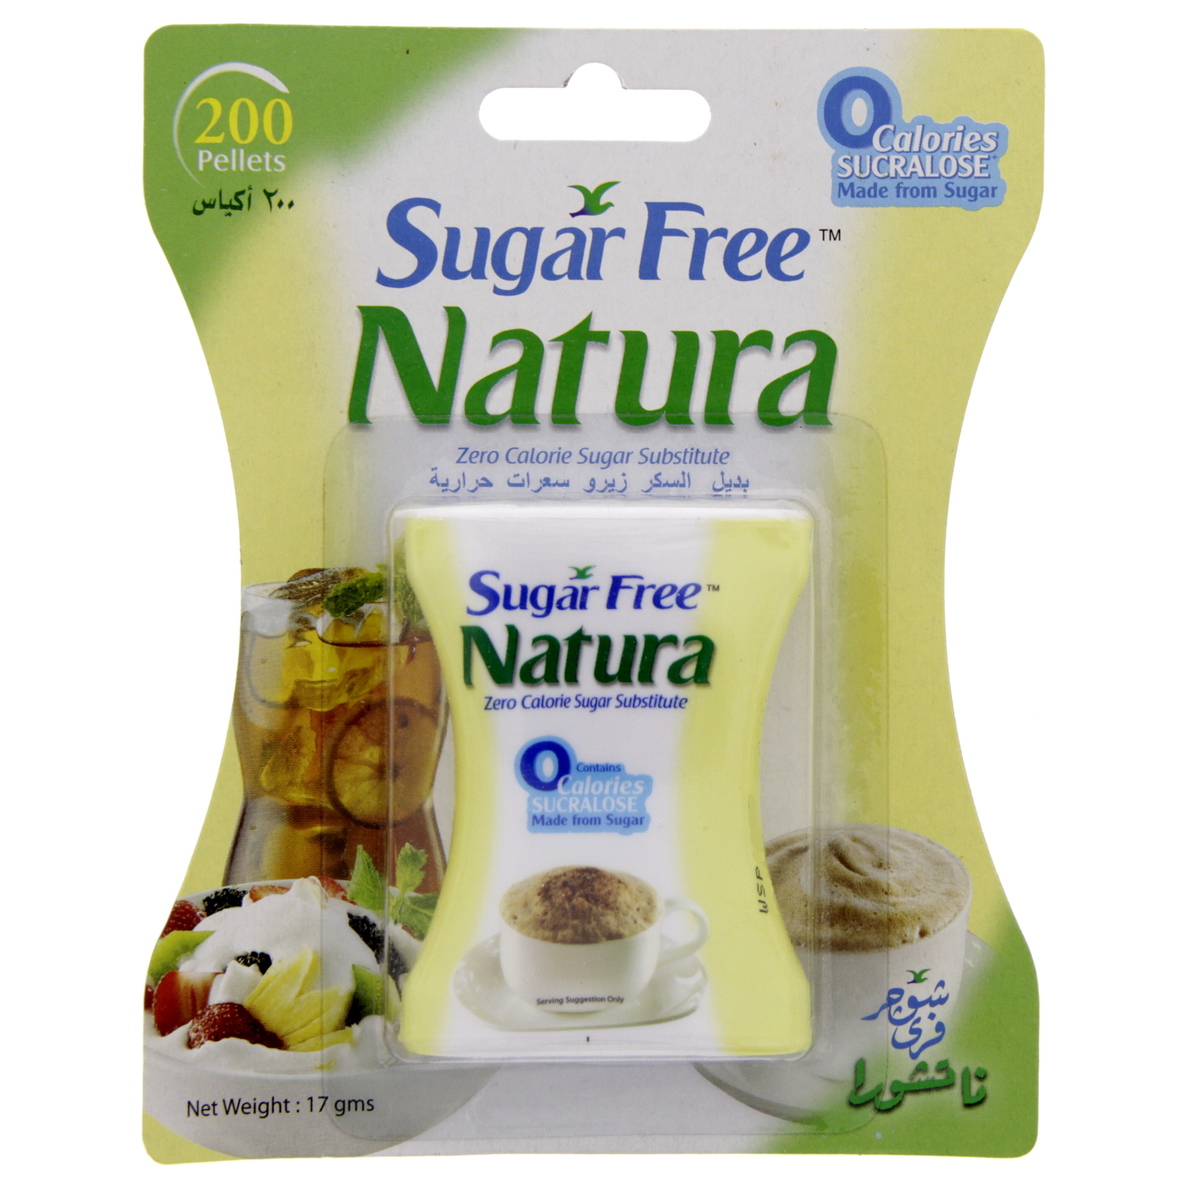 200
Pellets
٢٠٠ أكياس
0
Calories
SUCRALOSE
Made from Sugar
Sugar Free™
Natura
Zero Calorie Sugar Substitute
بديل السكر زيرو سعرات حرارية
Sugar Free™
Natura
Zero Calorie Sugar Substitute
0
Contains
Calories
SUCRALOSE
Made from Sugar
WSP
Serving Suggestion Only
شوجر
فري
ناتشورا
Net Weight : 17 gms